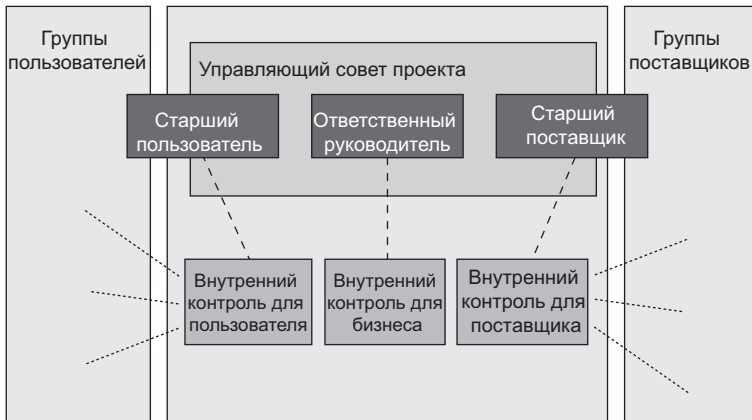 Группы
пользователей
Управляющий совет проекта
Группы
поставщиков
Старший
пользователь
Ответственный
руководитель
Старший
поставщик
Внутренний
контроль для
пользователя
Внутренний
контроль для
бизнеса
Внутренний
контроль для
поставщика